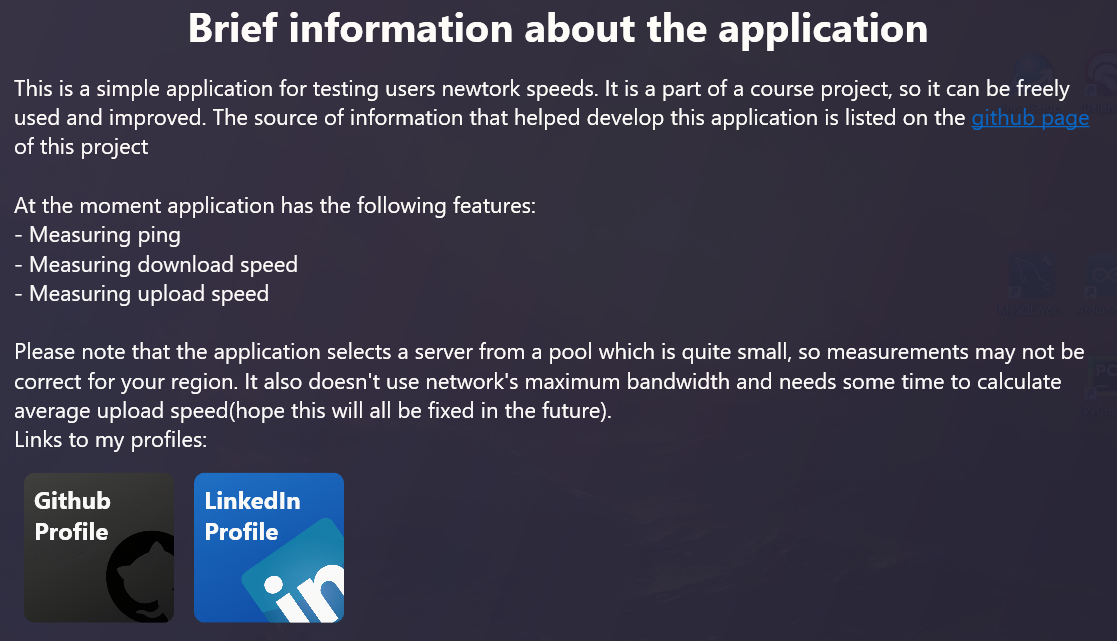 Brief information about the application
This is a simple application for testing users newtork speeds. It is a part of a course project, so it can be freely
used and improved. The source of information that helped develop this application is listed on the github page
of this project
At the moment application has the following features:
- Measuring ping
- Measuring download speed
- Measuring upload speed
Please note that the application selects a server from a pool which is quite small, so measurements may not be
correct for your region. It also doesn't use network's maximum bandwidth and needs some time to calculate
average upload speed(hope this will all be fixed in the future).
Links to my profiles:
Github
Profile
LinkedIn
Profile
in